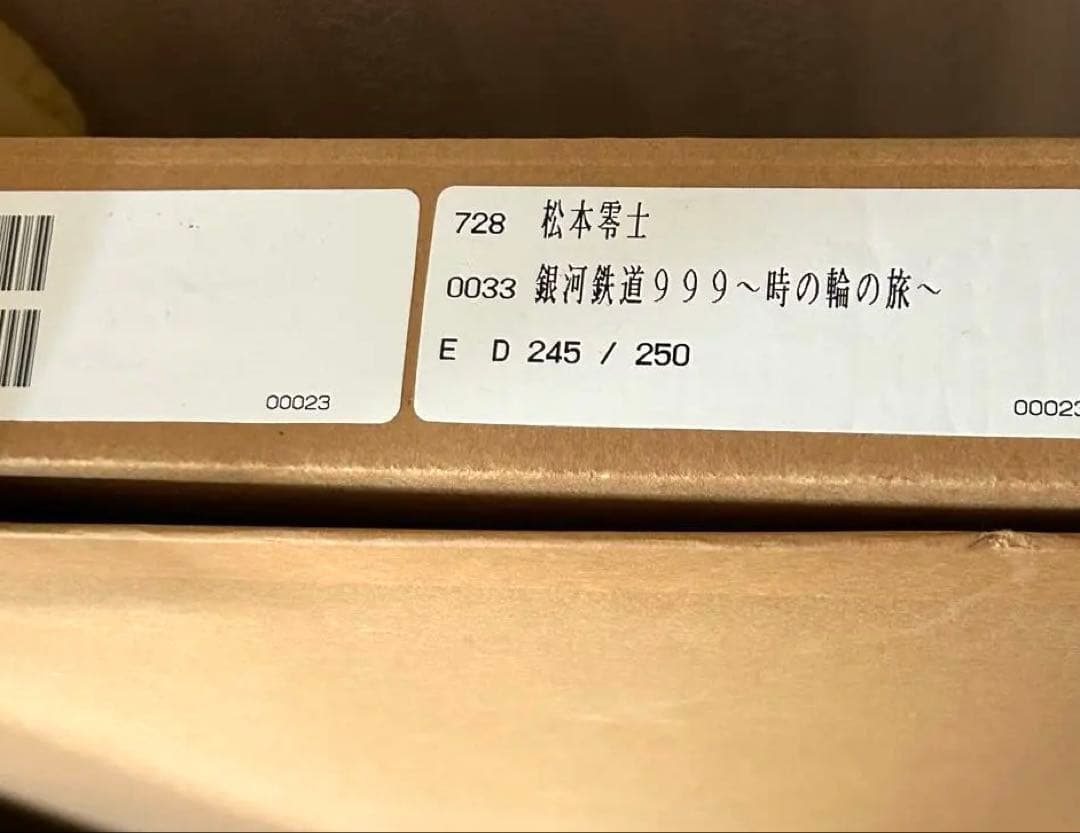 00023
728 松本零士
0033 銀河鉄道９９９～時の輪の旅～
E D 245 / 250